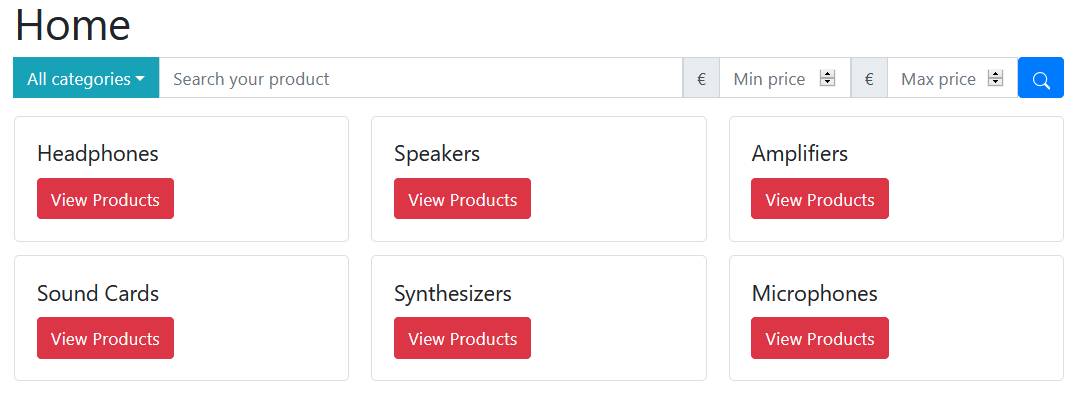 Home
All categories Search your product € Min price € Max price
Headphones Speakers Amplifiers
View Products View Products View Products
Sound Cards Synthesizers Microphones
View Products View Products View Products